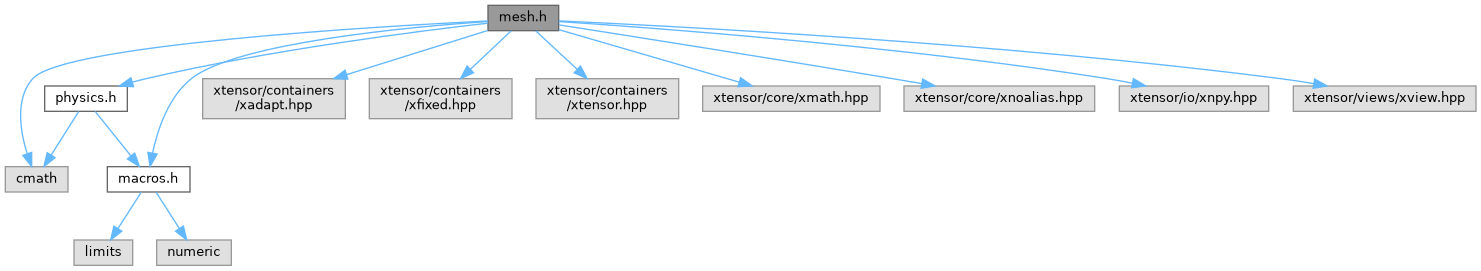 mesh.h
physics.h
xtensor/containers
/xadapt.hpp
xtensor/containers
/xfixed.hpp
xtensor/containers
/xtensor.hpp
xtensor/core/xmath.hpp
xtensor/core/xnoalias.hpp
xtensor/io/xnpy.hpp
xtensor/views/xview.hpp
cmath
macros.h
limits
numeric